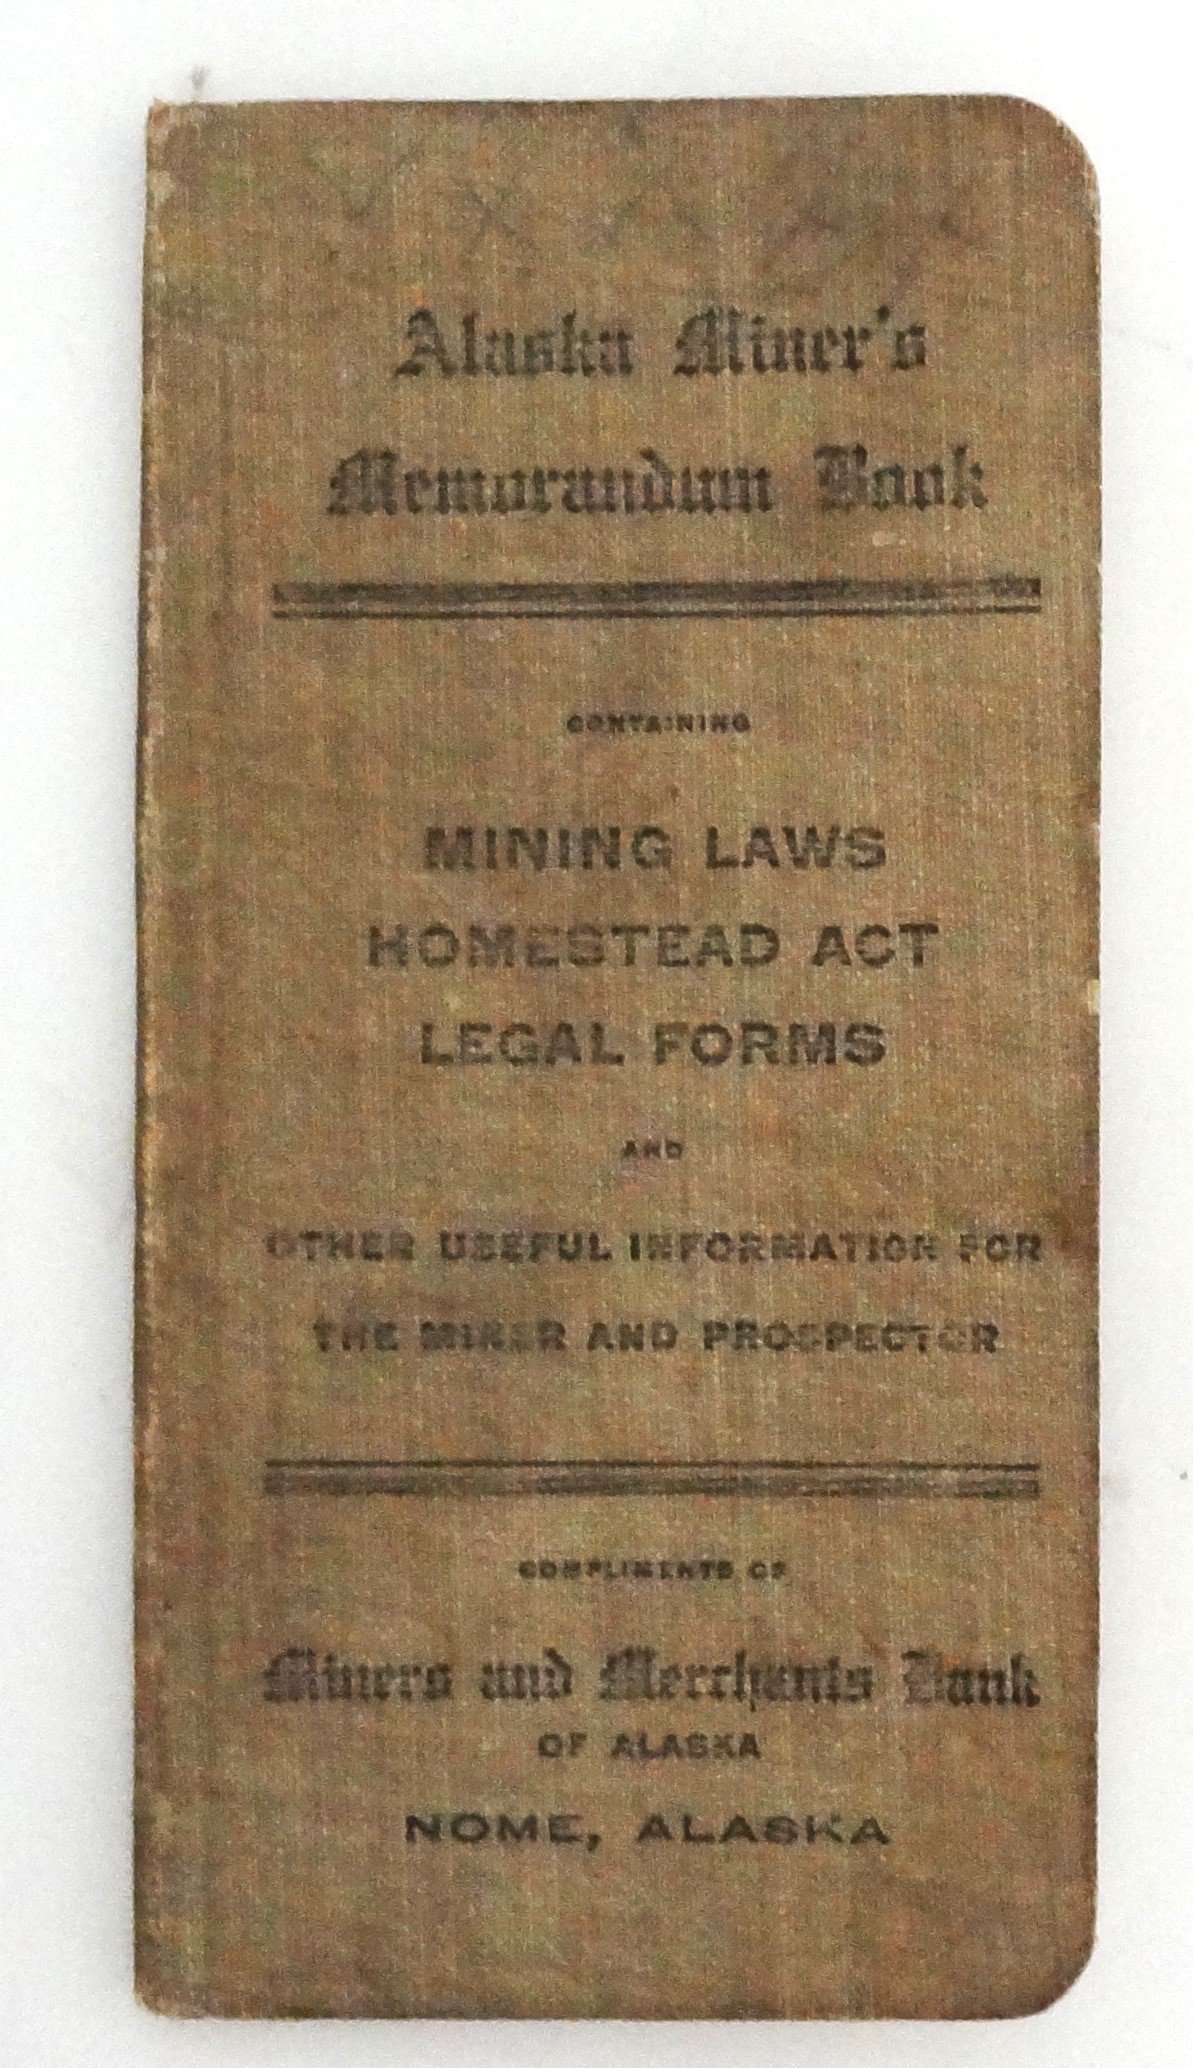 Alaska Miner's
Memorandum Book
CONTAINING
MINING LAWS
HOMESTEAD ACT
LEGAL FORMS
AND
OTHER USEFUL INFORMATION FOR
THE MINER AND PROSPECTOR
COMPLIMENTS OF
Miners and Merchants Bank
OF ALASKA
NOME, ALASKA